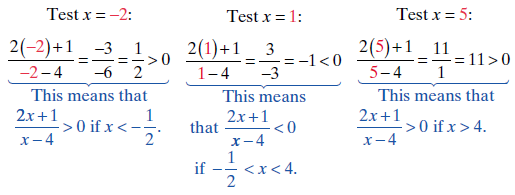 Test x = –2:
2(–2)+1/–2–4 = –3/–6 = 1/2 > 0
This means that
2x+1/x–4 > 0 if x < –1/2.
Test x = 1:
2(1)+1/1–4 = 3/–3 = –1 < 0
This means
that 2x+1/x–4 < 0
if –1/2 < x < 4.
Test x = 5:
2(5)+1/5–4 = 11/1 = 11 > 0
This means that
2x+1/x–4 > 0 if x > 4.